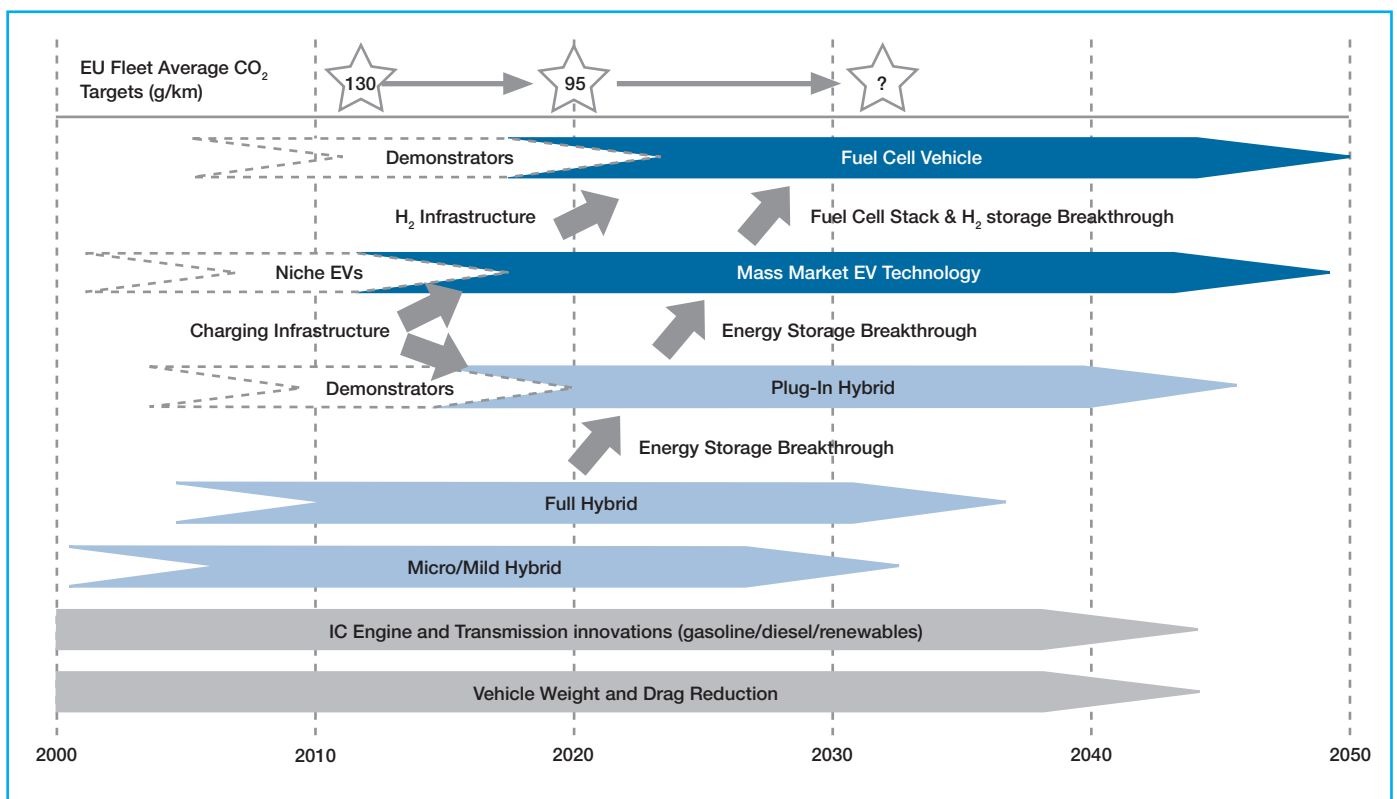 EU Fleet Average CO₂
Targets (g/km)
130
95
?
Demonstrators
Fuel Cell Vehicle
H₂ Infrastructure
Fuel Cell Stack & H₂ storage Breakthrough
Niche EVs
Mass Market EV Technology
Charging Infrastructure
Energy Storage Breakthrough
Demonstrators
Plug-In Hybrid
Energy Storage Breakthrough
Full Hybrid
Micro/Mild Hybrid
IC Engine and Transmission innovations (gasoline/diesel/renewables)
Vehicle Weight and Drag Reduction
2000
2010
2020
2030
2040
2050